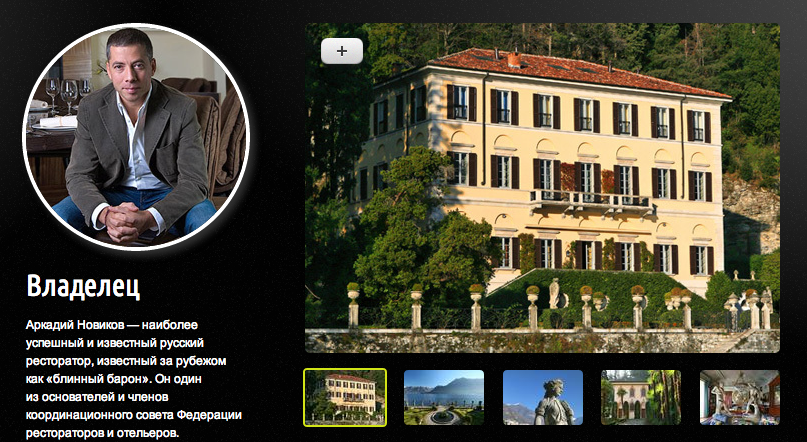 Владелец
Аркадий Новиков — наиболее
успешный и известный русский
ресторатор, известный за рубежом
как «блинный барон». Он один
из основателей и членов
координационного совета Федерации
рестораторов и отельеров.